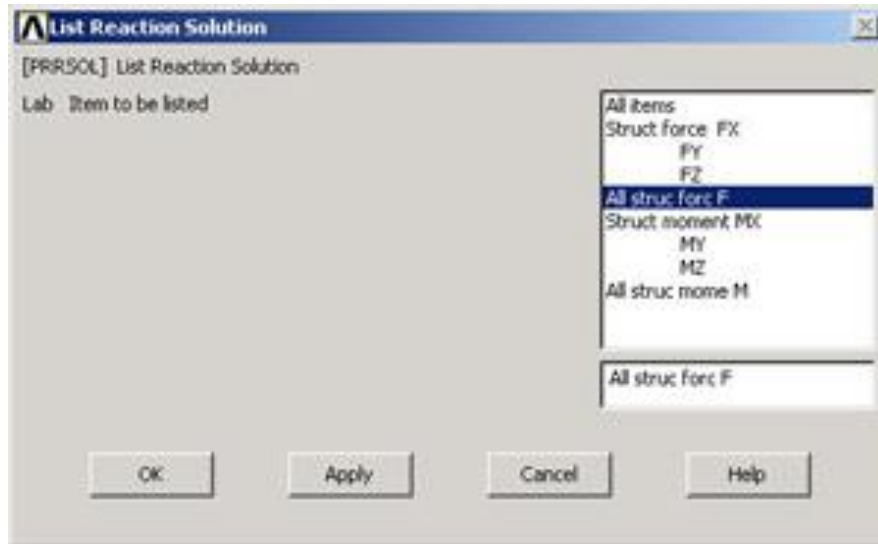 List Reaction Solution
[PRRSOL] List Reaction Solution
Lab Item to be listed
All items
Struct force FX
FY
FZ
All struc forc F
Struct moment MX
MY
MZ
All struc mome M
All struc forc F
OK Apply Cancel Help